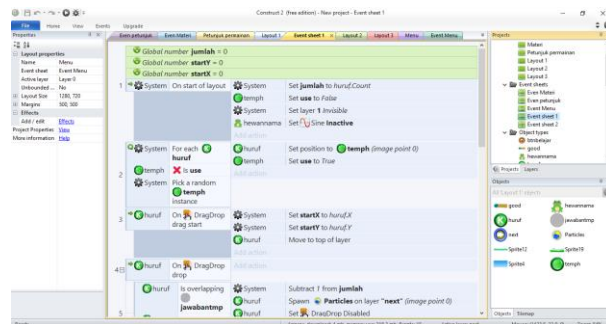 Construct 2 (free edition) - New project - Event sheet 1
File Home View Events Upgrade
Properties
Layout properties
Name Menu
Event sheet Event Menu
Active layer Layer 0
Unbounded ... No
Layout Size 1280, 720
Margins 500, 500
Effects
Add / edit Effects
Project Properties View
More information Help
Even petunjuk Even Materi Petunjuk permainan Layout 1 Event sheet 1 Layout 2 Layout 3 Menu Event Menu
Global number jumlah = 0
Global number startY = 0
Global number startX = 0
1 System On start of layout System Set jumlah to huruf.Count
temph Set use to False
System Set layer 1 Invisible
hewannama Set Sine Inactive
Add action
System For each huruf huruf Set position to temph (image point 0)
temph Is use temph Set use to True
2
System Pick a random temph instance
Add action
3 huruf On DragDrop drag start System Set startX to huruf.X
System Set startY to huruf.Y
huruf Move to top of layer
4 huruf On DragDrop drop
huruf Is overlapping jawabantmp System Subtract 1 from jumlah
huruf Spawn Particles on layer "next" (image point 0)
5 huruf Set DragDrop Disabled
Projects
Materi
Petunjuk permainan
Layout 1
Layout 2
Layout 3
Event sheets
Even Materi
Even petunjuk
Event Menu
Event sheet 1
Event sheet 2
Object types
btnbelajar
good
hewannama
Projects Layers
Objects
All Layout 1 objects
good hewannama
huruf jawabantmp
next Particles
Sprite12 Sprite19
Sprite4 temph
Objects Tilemap